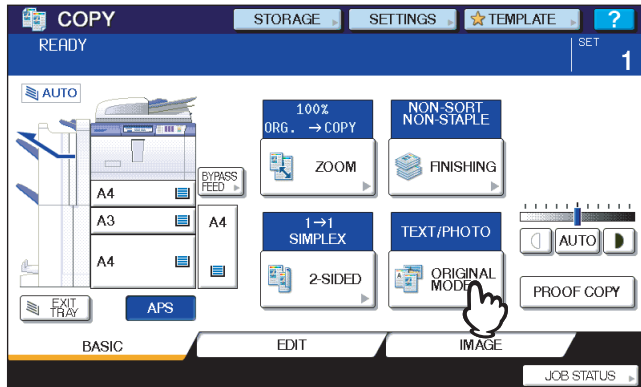 COPY
STORAGE
SETTINGS
TEMPLATE
?
READY
SET
1
AUTO
BYPASS
FEED
A4
A3
A4
A4
EXIT
TRAY
APS
100%
ORG. →COPY
ZOOM
NON-SORT
NON-STAPLE
FINISHING
1→1
SIMPLEX
2-SIDED
TEXT/PHOTO
ORIGINAL
MODE
AUTO
PROOF COPY
BASIC
EDIT
IMAGE
JOB STATUS